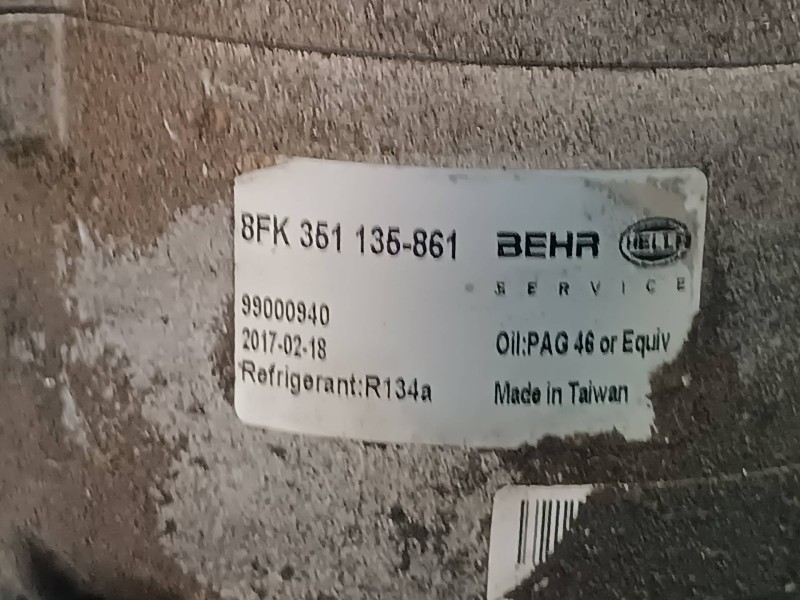 8FK 351 135-861
BEHR HELLA
SERVICE
99000940
2017-02-18
Oil:PAG 46 or Equiv
Refrigerant:R134a
Made in Taiwan